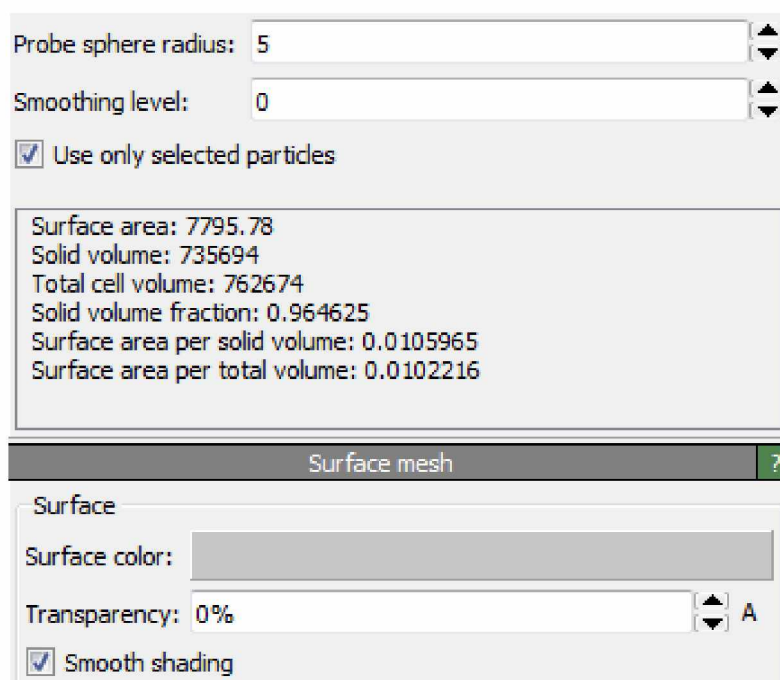 Probe sphere radius: 5
Smoothing level: 0
Use only selected particles
Surface area: 7795.78
Solid volume: 735694
Total cell volume: 762674
Solid volume fraction: 0.964625
Surface area per solid volume: 0.0105965
Surface area per total volume: 0.0102216
Surface mesh ?
Surface
Surface color:
Transparency: 0% A
Smooth shading